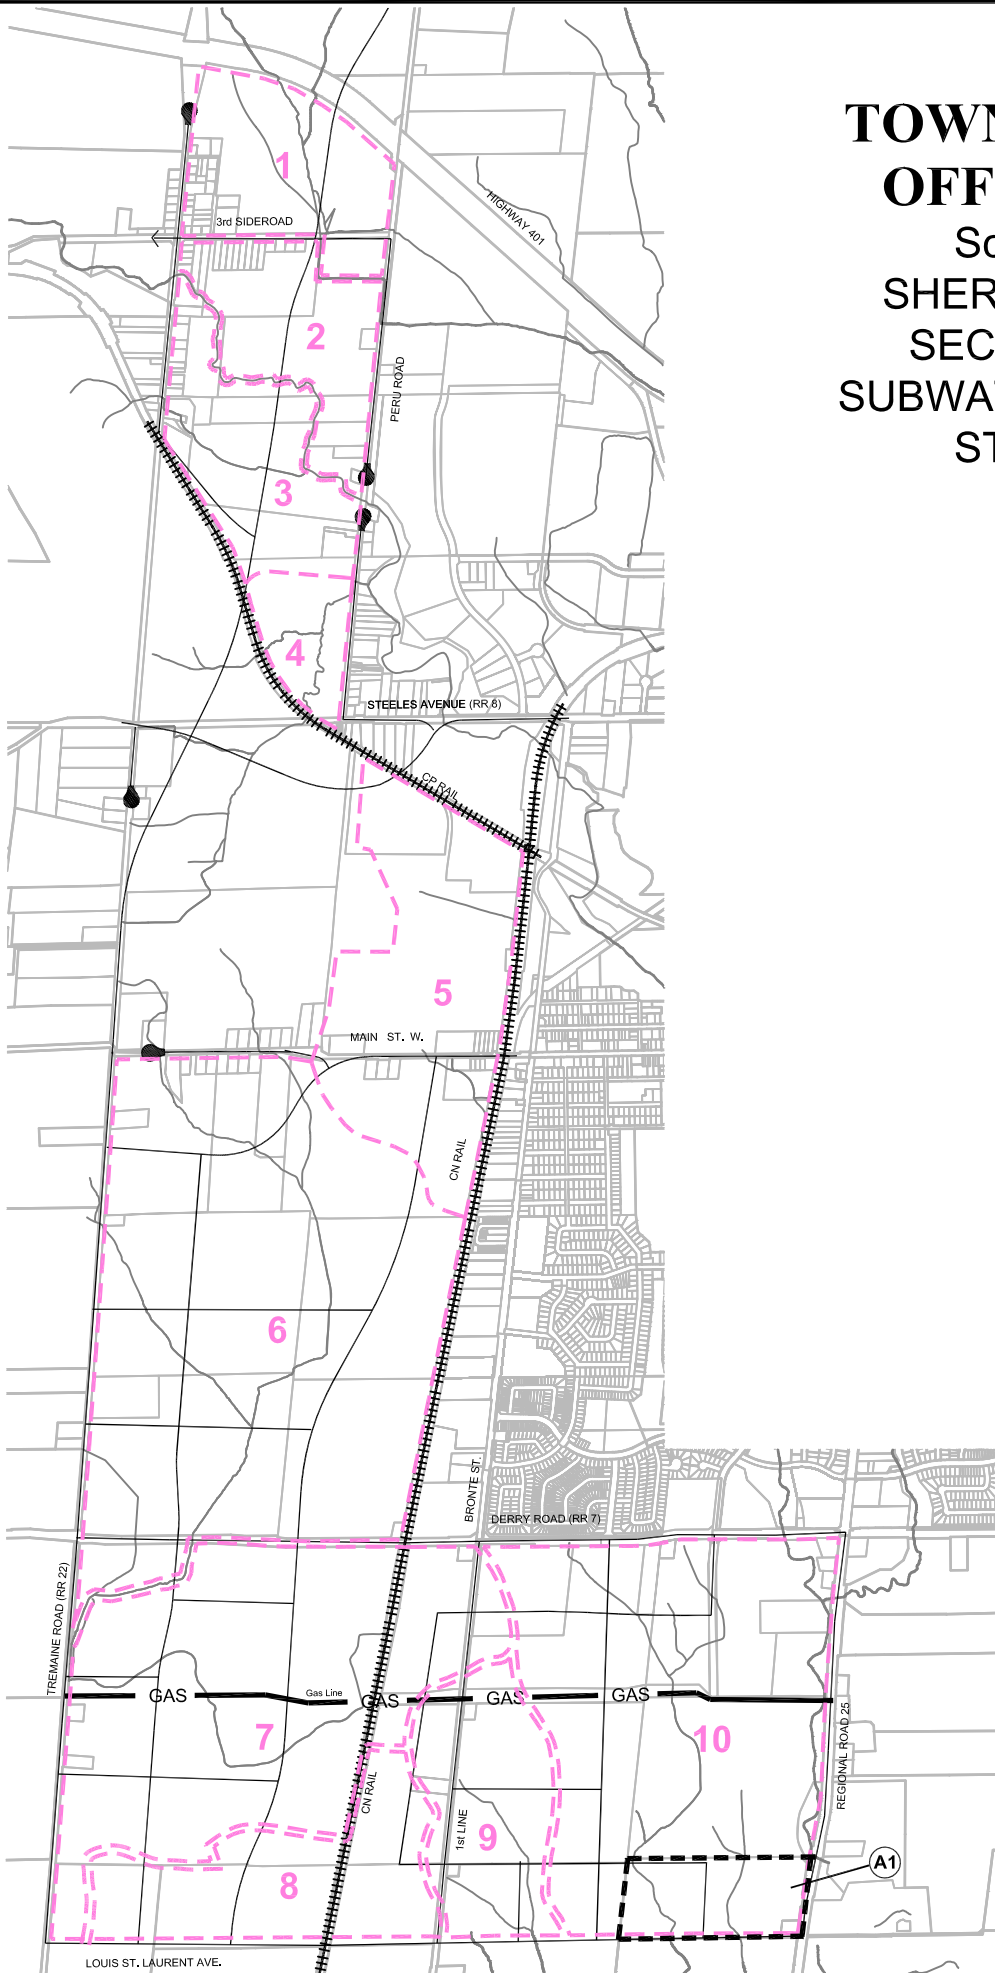 TOWN
OFF
SHER
SEC
SUBWAT
ST
1
3rd SIDEROAD
HIGHWAY 401
2
PERU ROAD
3
4
STEELES AVENUE (RR 8)
CP RAIL
5
MAIN ST. W.
CN RAIL
6
BRONTE ST.
DERRY ROAD (RR 7)
TREMAINE ROAD (RR 22)
GAS
Gas Line
GAS
GAS
GAS
7
10
REGIONAL ROAD 25
CN RAIL
1st LINE
9
A1
8
LOUIS ST. LAURENT AVE.